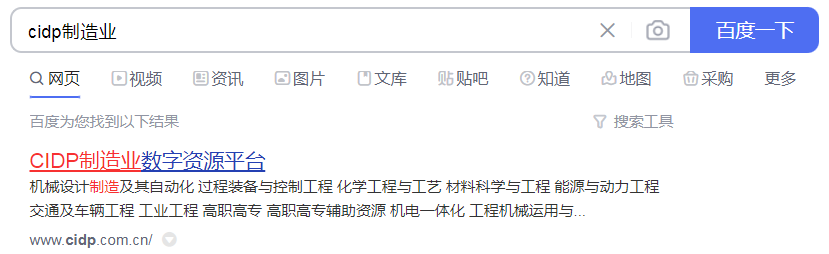 cidp制造业 百度一下
网页 视频 资讯 图片 文库 贴 贴吧 知道 地图 采购 更多
百度为您找到以下结果 搜索工具
CIDP制造业数字资源平台
机械设计制造及其自动化 过程装备与控制工程 化学工程与工艺 材料科学与工程 能源与动力工程
交通及车辆工程 工业工程 高职高专 高职高专辅助资源 机电一体化 工程机械运用与...
www.cidp.com.cn/